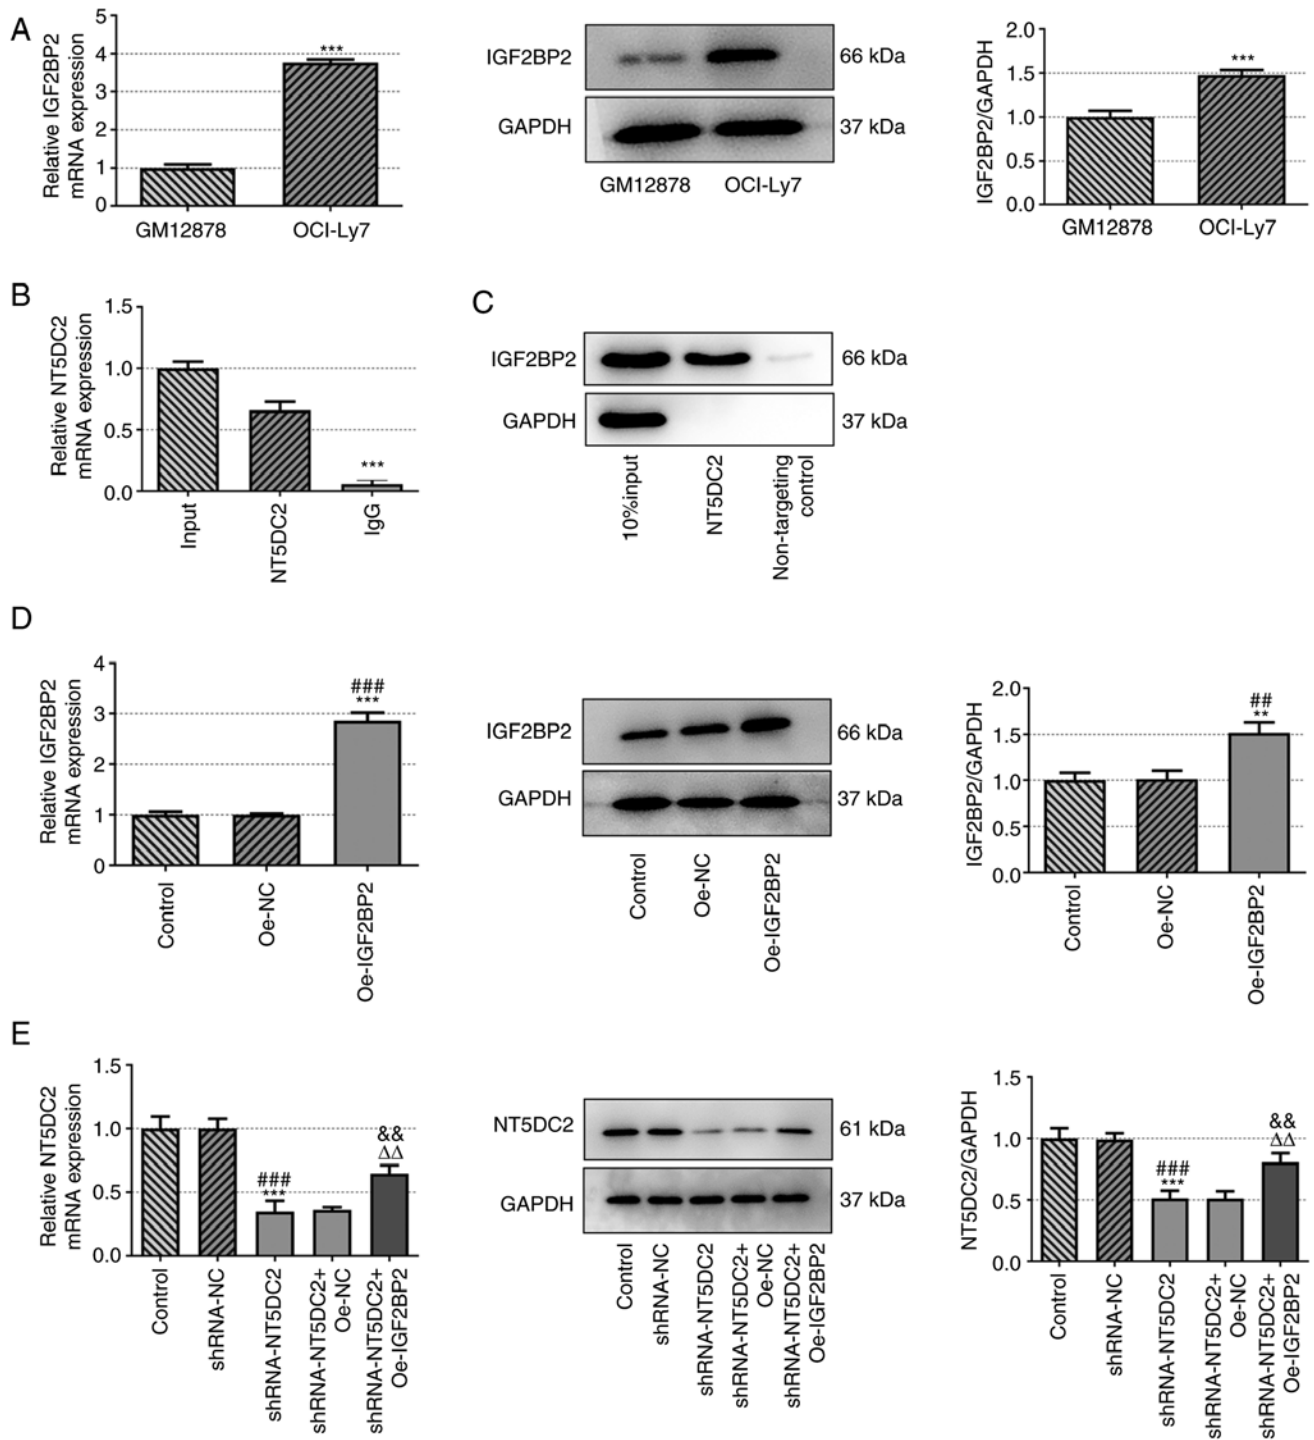 A
Relative IGF2BP2
mRNA expression
5
4
3
2
1
0
***
GM12878
OCI-Ly7
IGF2BP2
66 kDa
GAPDH
37 kDa
GM12878
OCI-Ly7
IGF2BP2/GAPDH
2.0
1.5
1.0
0.5
0.0
***
GM12878
OCI-Ly7
B
Relative NT5DC2
mRNA expression
1.5
1.0
0.5
0.0
***
Input
NT5DC2
IgG
C
IGF2BP2
66 kDa
GAPDH
37 kDa
10%input
NT5DC2
Non-targeting
control
D
Relative IGF2BP2
mRNA expression
4
3
2
1
0
###
***
Control
Oe-NC
Oe-IGF2BP2
IGF2BP2
66 kDa
GAPDH
37 kDa
Control
Oe-NC
Oe-IGF2BP2
IGF2BP2/GAPDH
2.0
1.5
1.0
0.5
0.0
##
**
Control
Oe-NC
Oe-IGF2BP2
E
Relative NT5DC2
mRNA expression
1.5
1.0
0.5
0.0
###
***
&&
ΔΔ
Control
shRNA-NC
shRNA-NT5DC2
shRNA-NT5DC2+
Oe-NC
shRNA-NT5DC2+
Oe-IGF2BP2
NT5DC2
61 kDa
GAPDH
37 kDa
Control
shRNA-NC
shRNA-NT5DC2
shRNA-NT5DC2+
Oe-NC
shRNA-NT5DC2+
Oe-IGF2BP2
NT5DC2/GAPDH
1.5
1.0
0.5
0.0
###
***
&&
ΔΔ
Control
shRNA-NC
shRNA-NT5DC2
shRNA-NT5DC2+
Oe-NC
shRNA-NT5DC2+
Oe-IGF2BP2